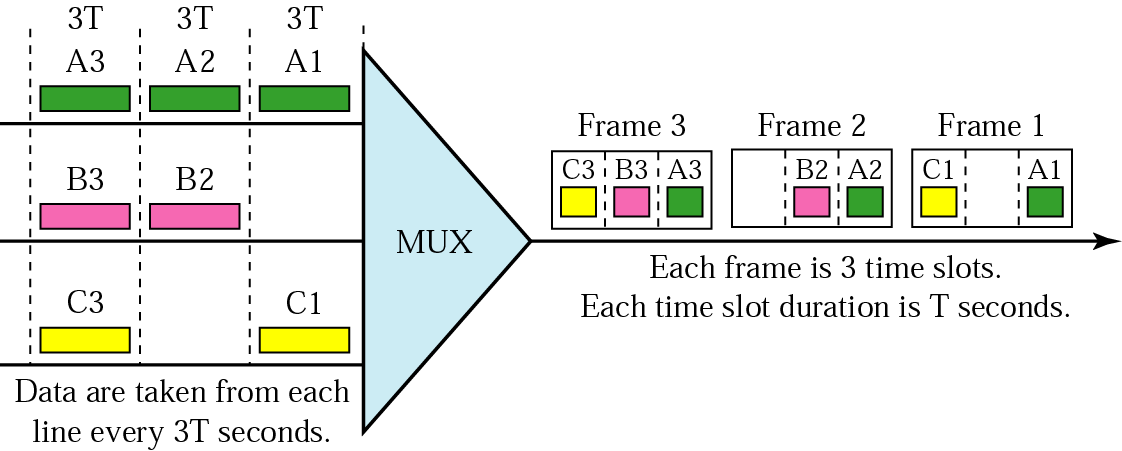 3T 3T 3T
A3 A2 A1
B3 B2
C3 C1
Data are taken from each
line every 3T seconds.
MUX
Frame 3 Frame 2 Frame 1
C3 B3 A3 B2 A2 C1 A1
Each frame is 3 time slots.
Each time slot duration is T seconds.